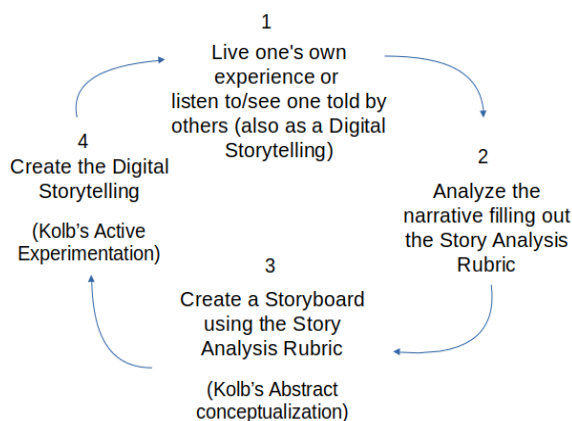 1
Live one's own
experience or
listen to/see one told by
others (also as a Digital
Storytelling)
2
Analyze the
narrative filling out
the Story Analysis
Rubric
3
Create a Storyboard
using the Story
Analysis Rubric
(Kolb's Abstract
conceptualization)
4
Create the Digital
Storytelling
(Kolb's Active
Experimentation)